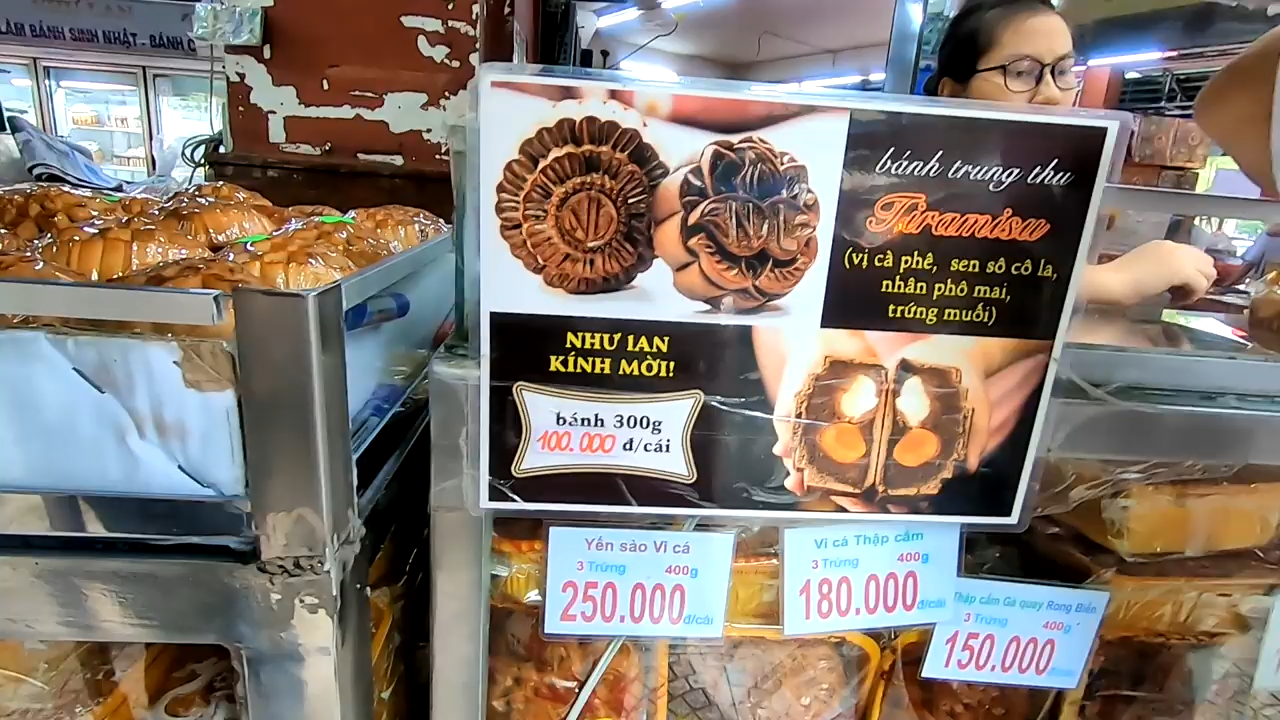 LÀM BÁNH SINH NHẬT - BÁNH
bánh trung thu
Tiramisu
(vị cà phê, sen sô cô la,
nhân phô mai,
trứng muối)
NHƯ LAN
KÍNH MỜI!
bánh 300g
100.000 đ/cái
Yến sào Vi cá
3 Trứng 400g
250.000đ/cái
Vi cá Thập cẩm
3 Trứng 400g
180.000đ/cái
Thập cẩm Gà quay Rong Biển
3 Trứng 400g
150.000